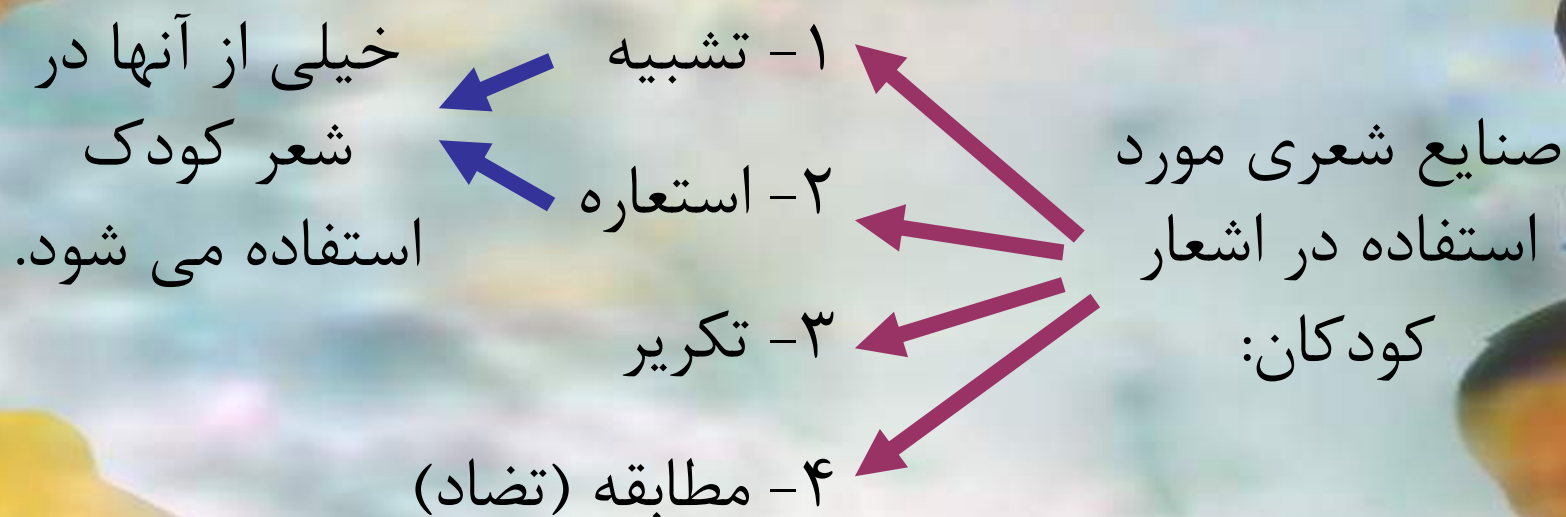 صنایع شعری مورد
استفاده در اشعار
کودکان:
۱- تشبیه
۲- استعاره
۳- تکریر
۴- مطابقه (تضاد)
خیلی از آنها در
شعر کودک
استفاده می شود.